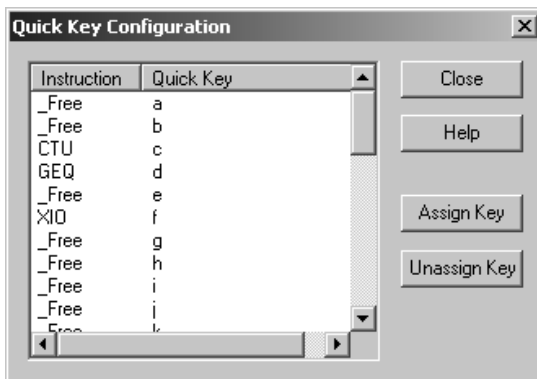 Quick Key Configuration
Instruction Quick Key
_Free a
_Free b
CTU c
GEQ d
_Free e
XIO f
_Free g
_Free h
_Free i
_Free j
_Free k
Close
Help
Assign Key
Unassign Key